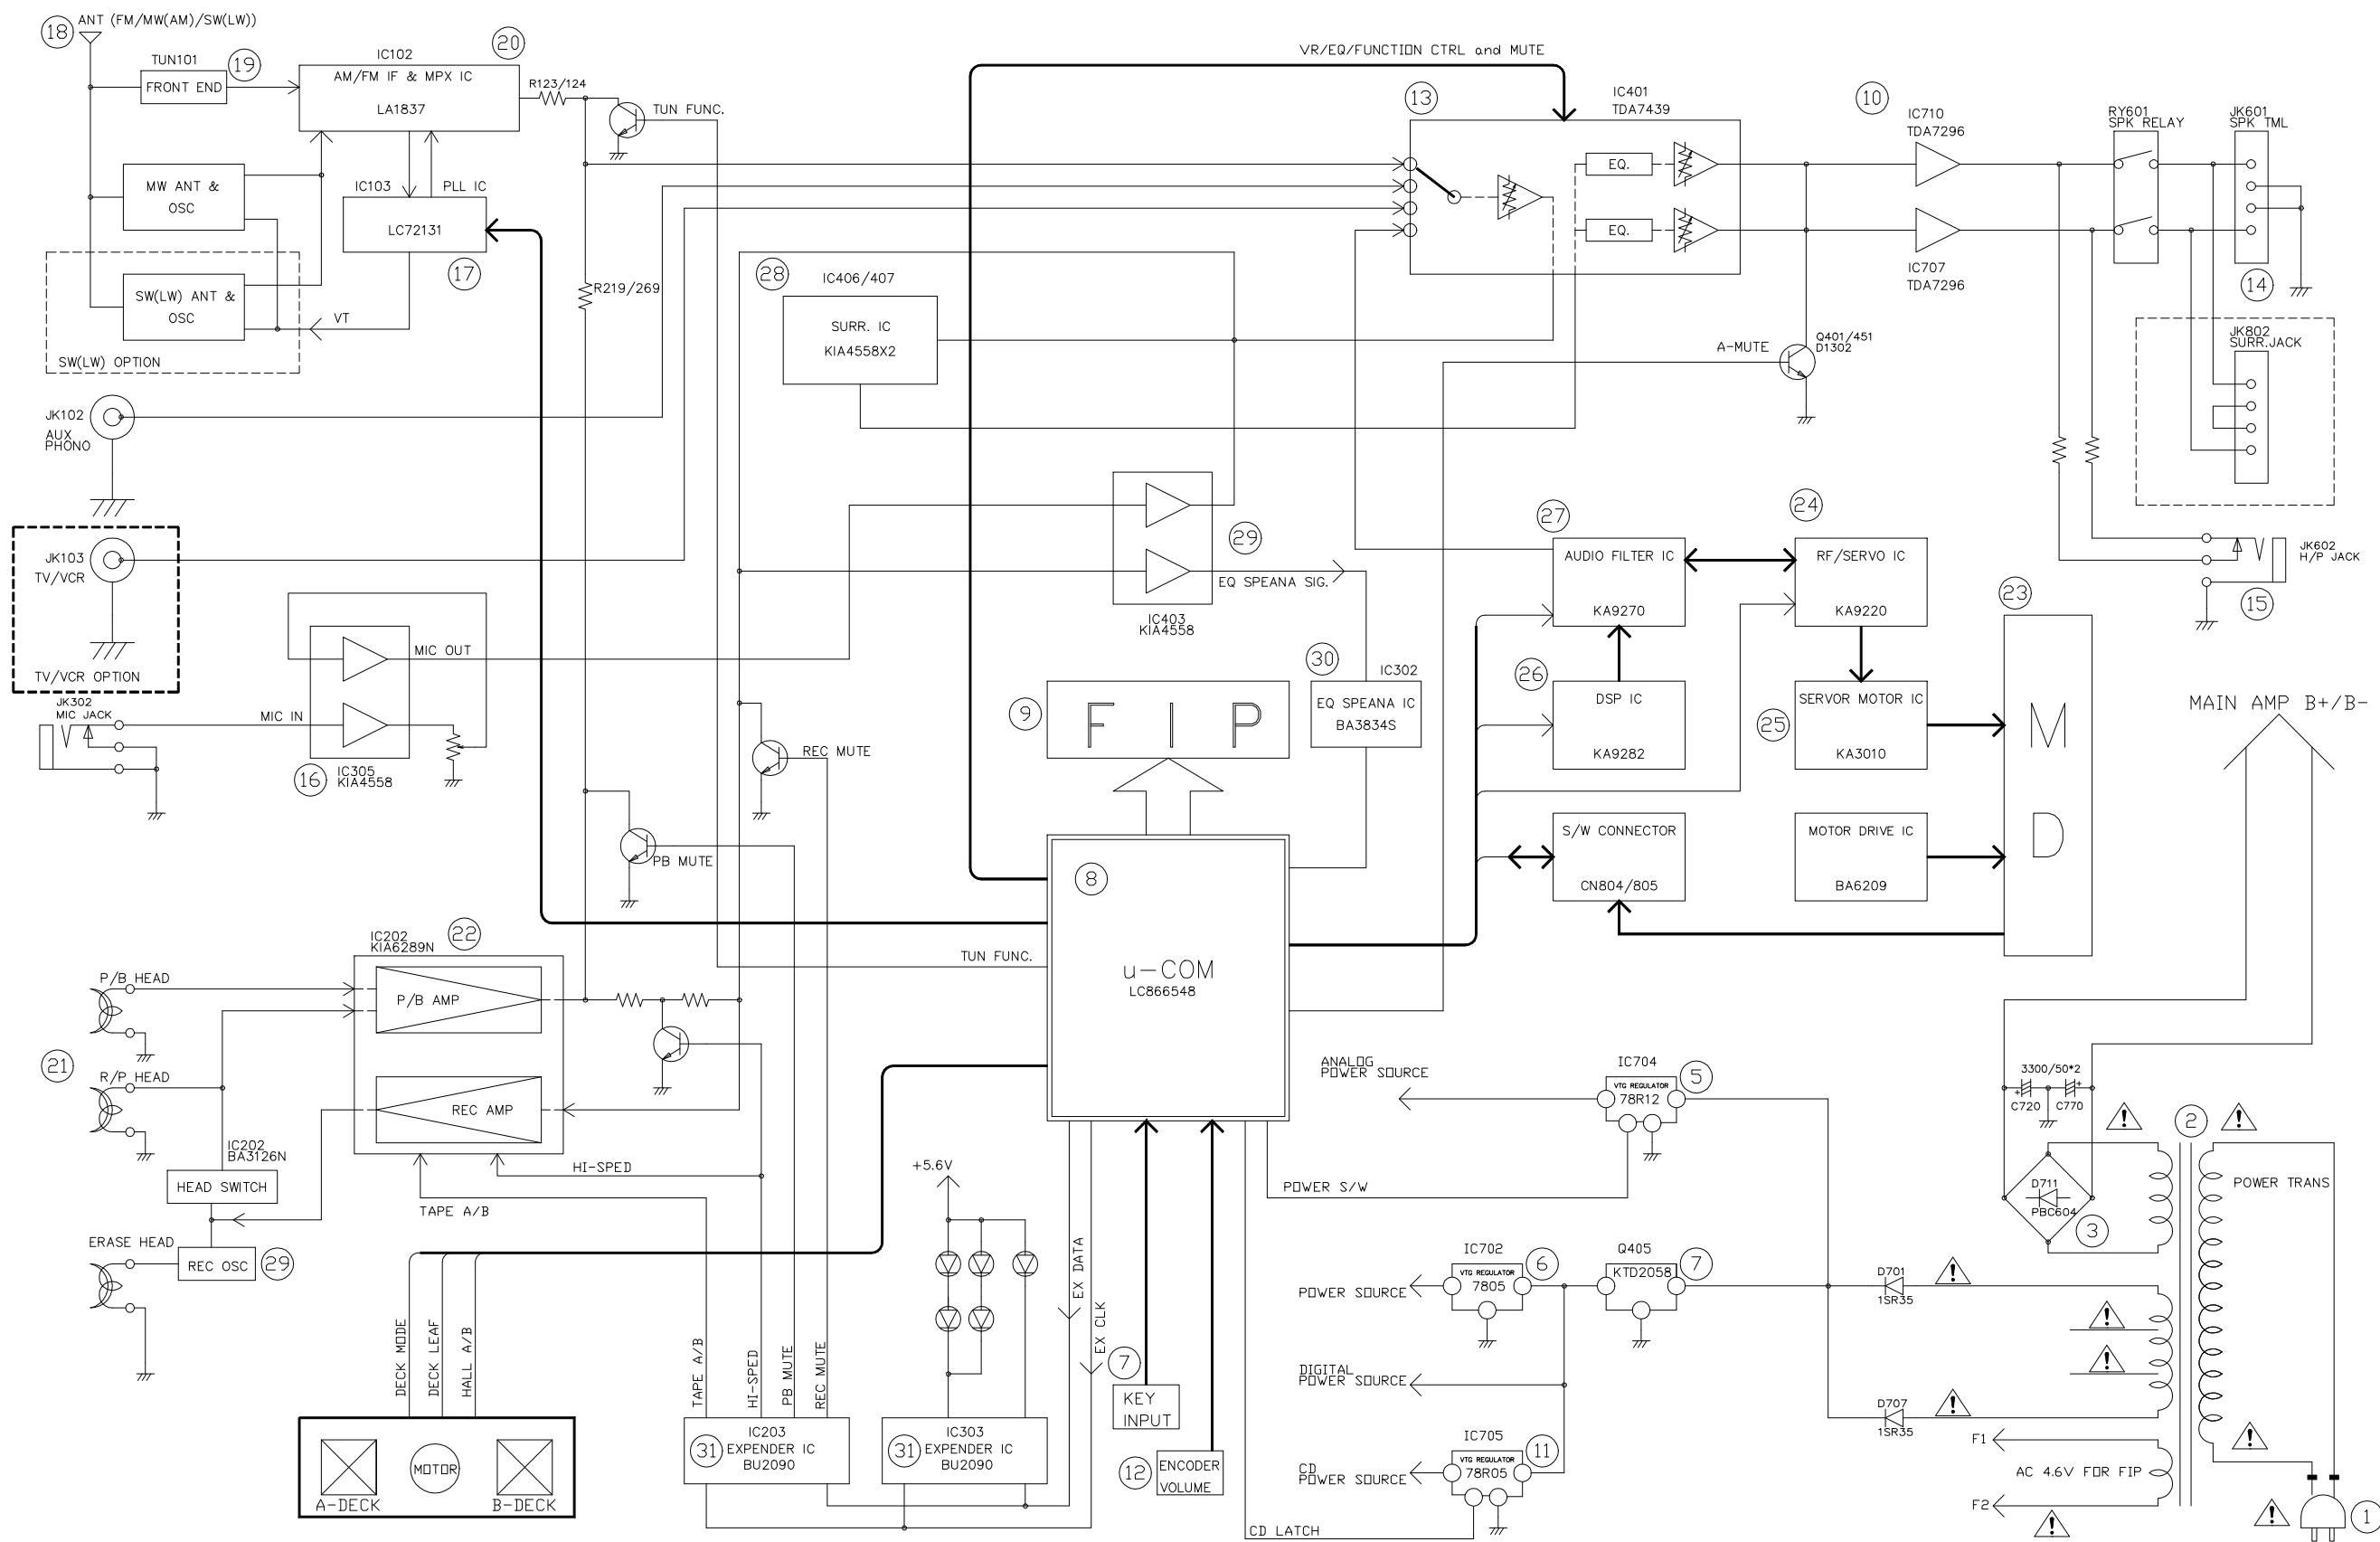 ANT (FM/MW(AM)/SW(LW))
18
TUN101
19
FRONT END
IC102
20
AM/FM IF & MPX IC
LA1837
R123/124
TUN FUNC.
MW ANT &
OSC
IC103
PLL IC
LC72131
17
SW(LW) ANT &
OSC
VT
SW(LW) OPTION
R219/269
VR/EQ/FUNCTION CTRL and MUTE
13
IC401
TDA7439
EQ.
EQ.
10
IC710
TDA7296
IC707
TDA7296
RY601
SPK RELAY
JK601
SPK TML
14
28
IC406/407
SURR. IC
KIA4558X2
A-MUTE
Q401/451
D1302
JK802
SURR.JACK
JK102
AUX
PHONO
JK103
TV/VCR
TV/VCR OPTION
JK302
MIC JACK
MIC IN
MIC OUT
16
IC305
KIA4558
29
EQ SPEANA SIG.
IC403
KIA4558
30
IC302
EQ SPEANA IC
BA3834S
9
F I P
REC MUTE
PB MUTE
27
AUDIO FILTER IC
KA9270
24
RF/SERVO IC
KA9220
26
DSP IC
KA9282
25
SERVOR MOTOR IC
KA3010
S/W CONNECTOR
CN804/805
MOTOR DRIVE IC
BA6209
23
M
D
JK602
H/P JACK
15
MAIN AMP B+/B-
8
u-COM
LC866548
TUN FUNC.
IC202
KIA6289N
22
P/B HEAD
P/B AMP
21
R/P HEAD
REC AMP
IC202
BA3126N
HEAD SWITCH
HI-SPED
TAPE A/B
ERASE HEAD
REC OSC
29
DECK MODE
DECK LEAF
HALL A/B
A-DECK
MOTOR
B-DECK
TAPE A/B
HI-SPED
PB MUTE
REC MUTE
IC203
31
EXPENDER IC
BU2090
+5.6V
IC303
31
EXPENDER IC
BU2090
EX DATA
EX CLK
7
KEY
INPUT
12
ENCODER
VOLUME
ANALOG
POWER SOURCE
IC704
5
VTG REGULATOR
78R12
POWER S/W
IC702
6
VTG REGULATOR
7805
Q405
7
KTD2058
POWER SOURCE
DIGITAL
POWER SOURCE
IC705
11
VTG REGULATOR
78R05
CD
POWER SOURCE
CD LATCH
3300/50*2
+
+
C720
C770
D711
PBC604
3
2
POWER TRANS
D701
1SR35
D707
1SR35
F1
AC 4.6V FOR FIP
F2
1
!
!
!
!
!
!
!
!
!